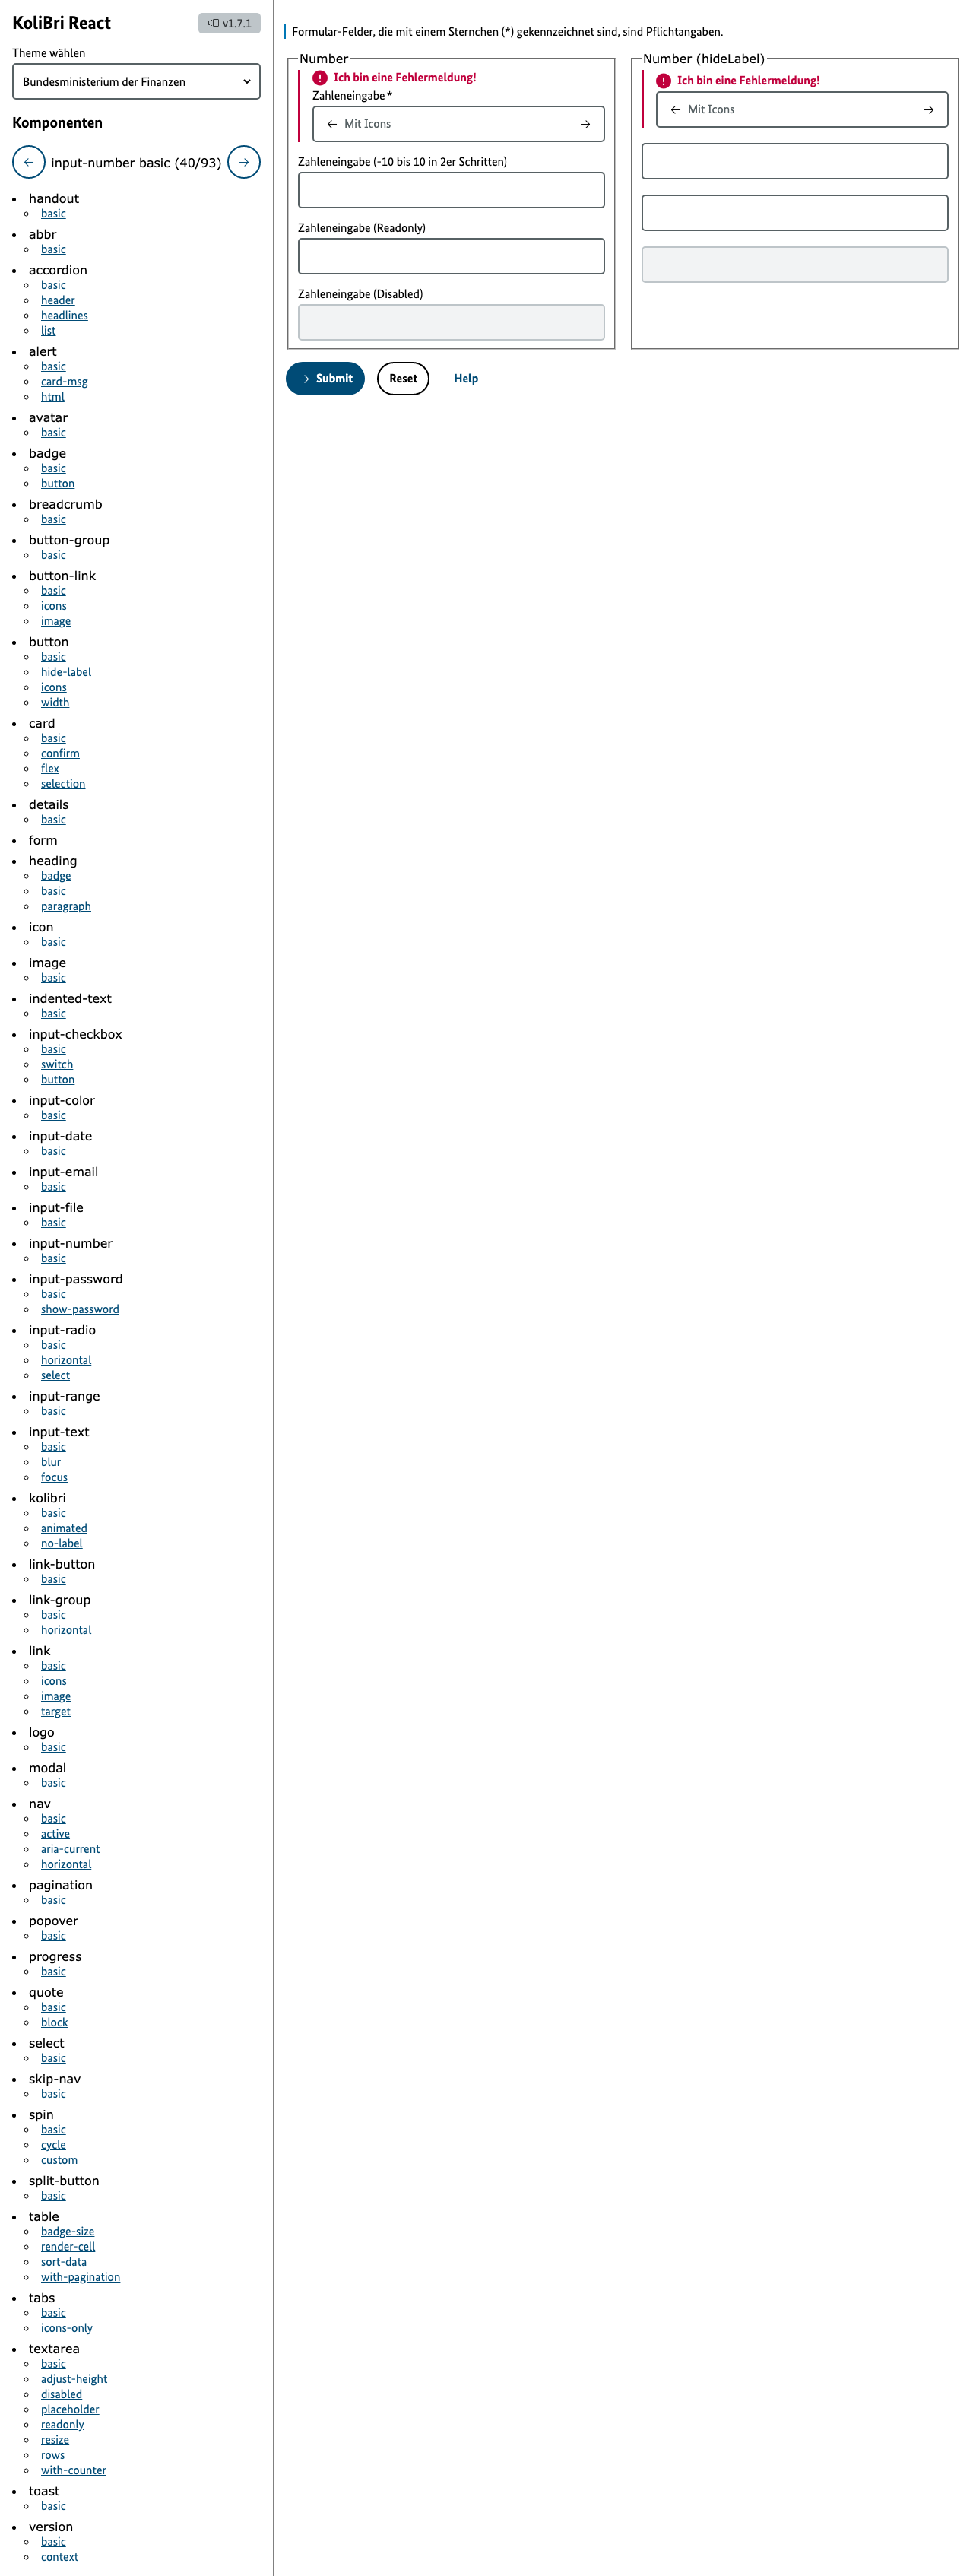 KoliBri React
v1.7.1
Theme wählen
Bundesministerium der Finanzen
Komponenten
input-number basic (40/93)
handout
basic
abbr
basic
accordion
basic
header
headlines
list
alert
basic
card-msg
html
avatar
basic
badge
basic
button
breadcrumb
basic
button-group
basic
button-link
basic
icons
image
button
basic
hide-label
icons
width
card
basic
confirm
flex
selection
details
basic
form
heading
badge
basic
paragraph
icon
basic
image
basic
indented-text
basic
input-checkbox
basic
switch
button
input-color
basic
input-date
basic
input-email
basic
input-file
basic
input-number
basic
input-password
basic
show-password
input-radio
basic
horizontal
select
input-range
basic
input-text
basic
blur
focus
kolibri
basic
animated
no-label
link-button
basic
link-group
basic
horizontal
link
basic
icons
image
target
logo
basic
modal
basic
nav
basic
active
aria-current
horizontal
pagination
basic
popover
basic
progress
basic
quote
basic
block
select
basic
skip-nav
basic
spin
basic
cycle
custom
split-button
basic
table
badge-size
render-cell
sort-data
with-pagination
tabs
basic
icons-only
textarea
basic
adjust-height
disabled
placeholder
readonly
resize
rows
with-counter
toast
basic
version
basic
context
Formular-Felder, die mit einem Sternchen (*) gekennzeichnet sind, sind Pflichtangaben.
Number
Ich bin eine Fehlermeldung!
Zahleneingabe *
Mit Icons
Zahleneingabe (-10 bis 10 in 2er Schritten)
Zahleneingabe (Readonly)
Zahleneingabe (Disabled)
Number (hideLabel)
Ich bin eine Fehlermeldung!
Mit Icons
Submit
Reset
Help